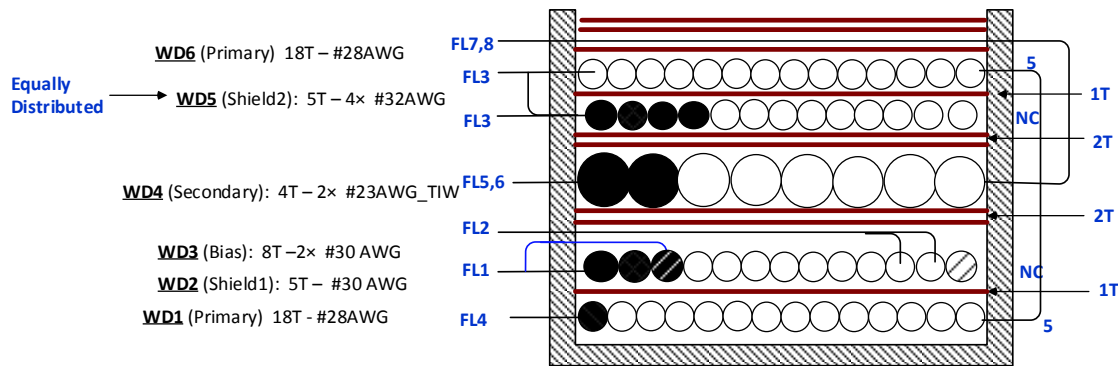 WD6 (Primary) 18T – #28AWG
FL7,8
Equally
Distributed
WD5 (Shield2): 5T – 4× #32AWG
FL3
FL3
5
1T
NC
2T
WD4 (Secondary): 4T – 2× #23AWG_TIW
FL5,6
2T
FL2
WD3 (Bias): 8T –2× #30 AWG
FL1
NC
WD2 (Shield1): 5T – #30 AWG
1T
WD1 (Primary) 18T - #28AWG
FL4
5